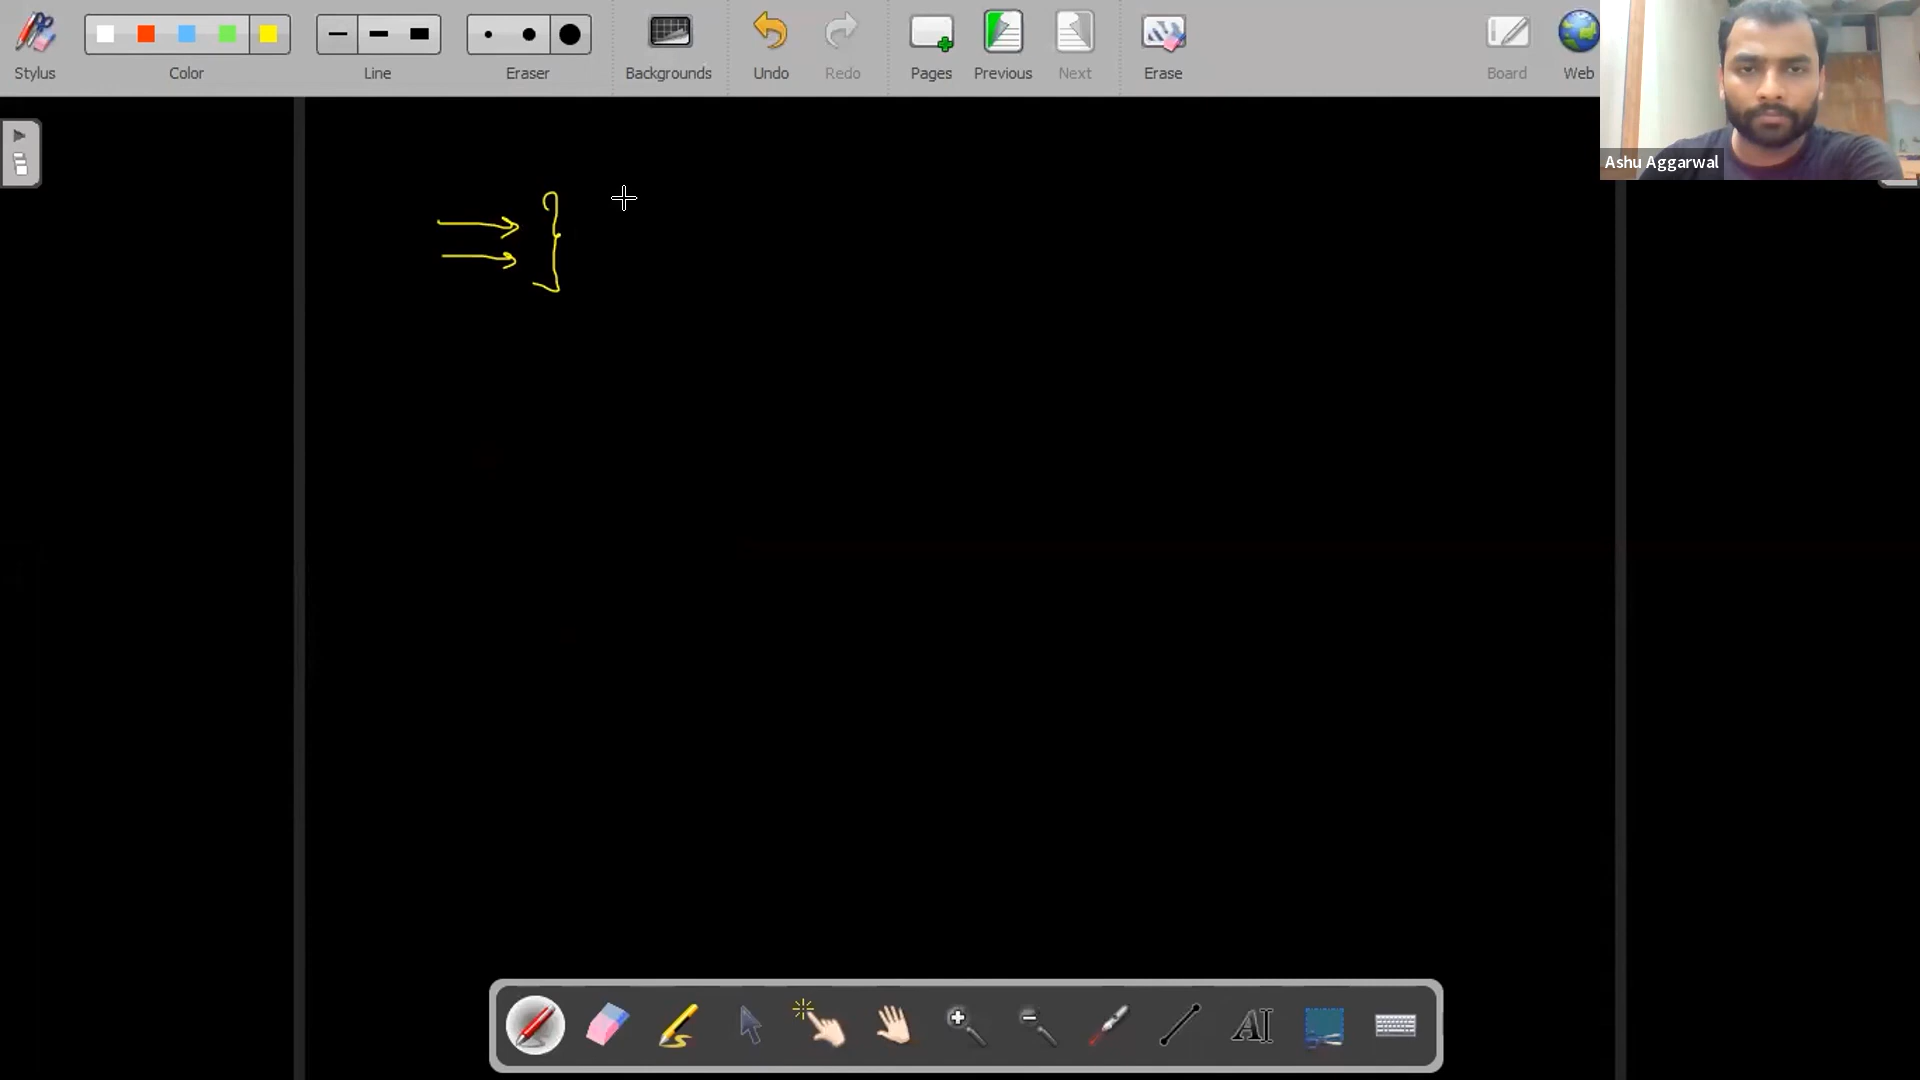 Stylus
Color
Line
Eraser
Backgrounds
Undo
Redo
Pages
Previous
Next
Erase
Board
Web
Ashu Aggarwal